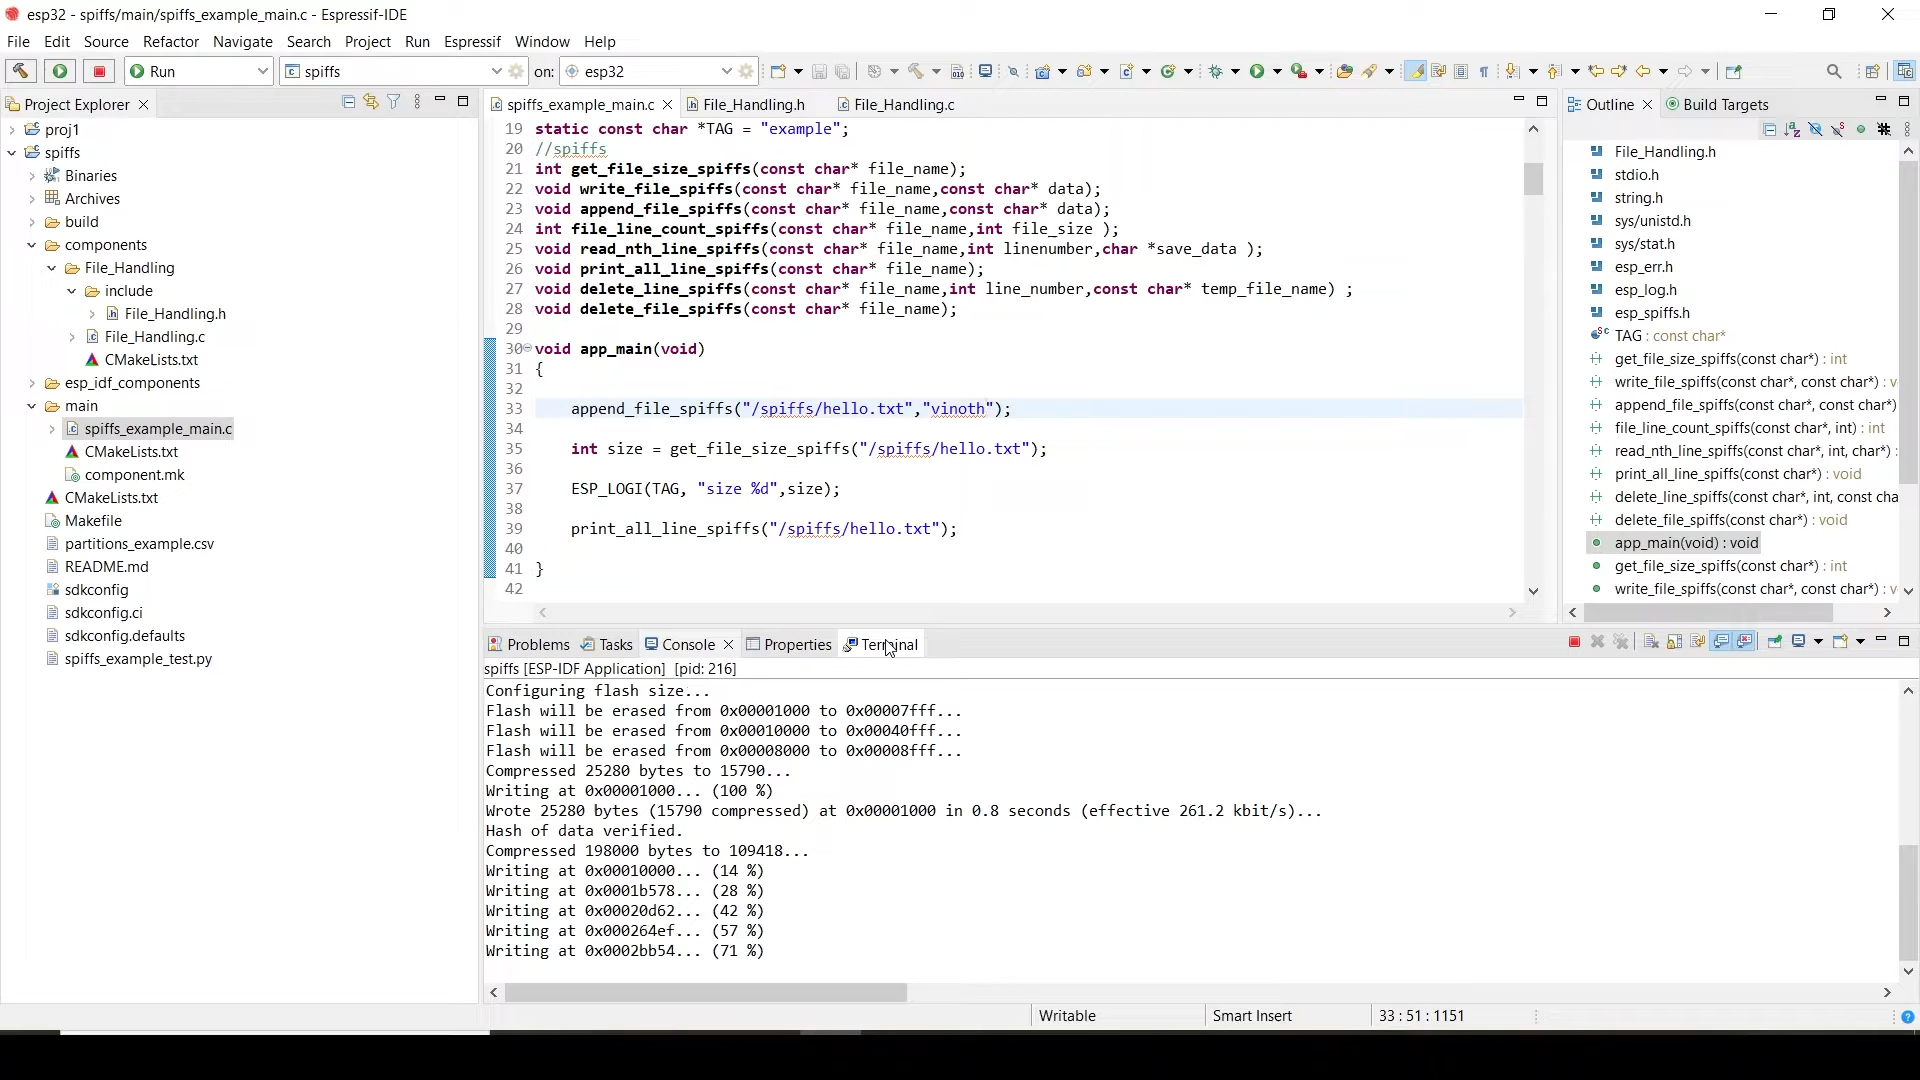 esp32 - spiffs/main/spiffs_example_main.c - Espressif-IDE
File Edit Source Refactor Navigate Search Project Run Espressif Window Help
Run spiffs on: esp32
Project Explorer
proj1
spiffs
Binaries
Archives
build
components
File_Handling
include
File_Handling.h
File_Handling.c
CMakeLists.txt
esp_idf_components
main
spiffs_example_main.c
CMakeLists.txt
component.mk
CMakeLists.txt
Makefile
partitions_example.csv
README.md
sdkconfig
sdkconfig.ci
sdkconfig.defaults
spiffs_example_test.py
spiffs_example_main.c File_Handling.h File_Handling.c
19 static const char *TAG = "example";
20 //spiffs
21 int get_file_size_spiffs(const char* file_name);
22 void write_file_spiffs(const char* file_name,const char* data);
23 void append_file_spiffs(const char* file_name,const char* data);
24 int file_line_count_spiffs(const char* file_name,int file_size );
25 void read_nth_line_spiffs(const char* file_name,int linenumber,char *save_data );
26 void print_all_line_spiffs(const char* file_name);
27 void delete_line_spiffs(const char* file_name,int line_number,const char* temp_file_name) ;
28 void delete_file_spiffs(const char* file_name);
29
30 void app_main(void)
31 {
32
33 append_file_spiffs("/spiffs/hello.txt","vinoth");
34
35 int size = get_file_size_spiffs("/spiffs/hello.txt");
36
37 ESP_LOGI(TAG, "size %d",size);
38
39 print_all_line_spiffs("/spiffs/hello.txt");
40
41 }
42
Outline Build Targets
File_Handling.h
stdio.h
string.h
sys/unistd.h
sys/stat.h
esp_err.h
esp_log.h
esp_spiffs.h
TAG : const char*
get_file_size_spiffs(const char*) : int
write_file_spiffs(const char*, const char*) : v
append_file_spiffs(const char*, const char*)
file_line_count_spiffs(const char*, int) : int
read_nth_line_spiffs(const char*, int, char*) :
print_all_line_spiffs(const char*) : void
delete_line_spiffs(const char*, int, const cha
delete_file_spiffs(const char*) : void
app_main(void) : void
get_file_size_spiffs(const char*) : int
write_file_spiffs(const char*, const char*) : v
Problems Tasks Console Properties Terminal
spiffs [ESP-IDF Application] [pid: 216]
Configuring flash size...
Flash will be erased from 0x00001000 to 0x00007fff...
Flash will be erased from 0x00010000 to 0x00040fff...
Flash will be erased from 0x00008000 to 0x00008fff...
Compressed 25280 bytes to 15790...
Writing at 0x00001000... (100 %)
Wrote 25280 bytes (15790 compressed) at 0x00001000 in 0.8 seconds (effective 261.2 kbit/s)...
Hash of data verified.
Compressed 198000 bytes to 109418...
Writing at 0x00010000... (14 %)
Writing at 0x0001b578... (28 %)
Writing at 0x00020d62... (42 %)
Writing at 0x000264ef... (57 %)
Writing at 0x0002bb54... (71 %)
Writable Smart Insert 33 : 51 : 1151